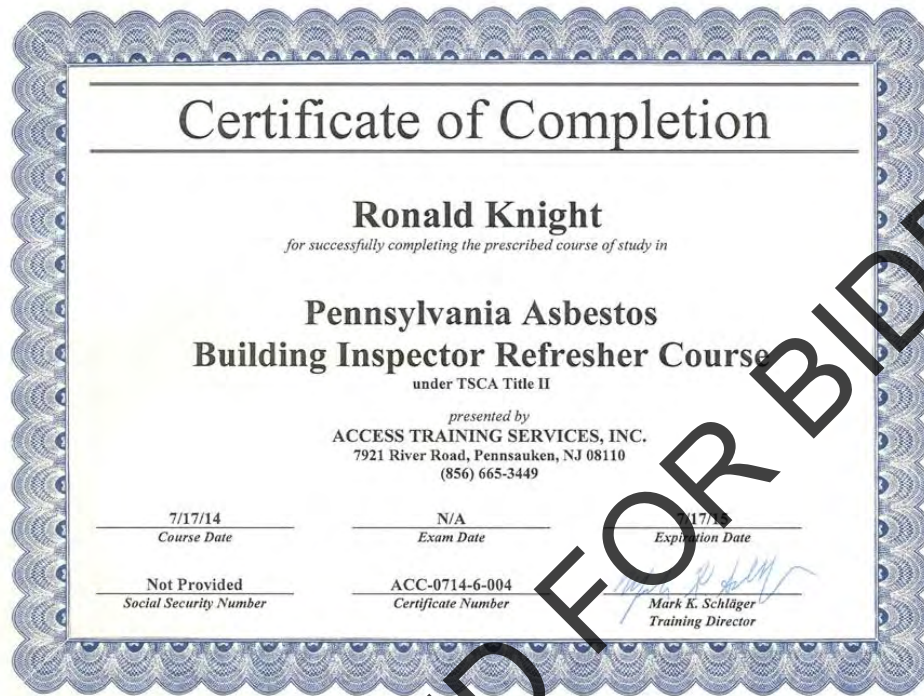 Certificate of Completion
Ronald Knight
for successfully completing the prescribed course of study in
Pennsylvania Asbestos
Building Inspector Refresher Course
under TSCA Title II
presented by
ACCESS TRAINING SERVICES, INC.
7921 River Road, Pennsauken, NJ 08110
(856) 665-3449
7/17/14 N/A 7/17/15
Course Date Exam Date Expiration Date
Not Provided ACC-0714-6-004
Social Security Number Certificate Number Mark K. Schläger
Training Director
D FOR BID